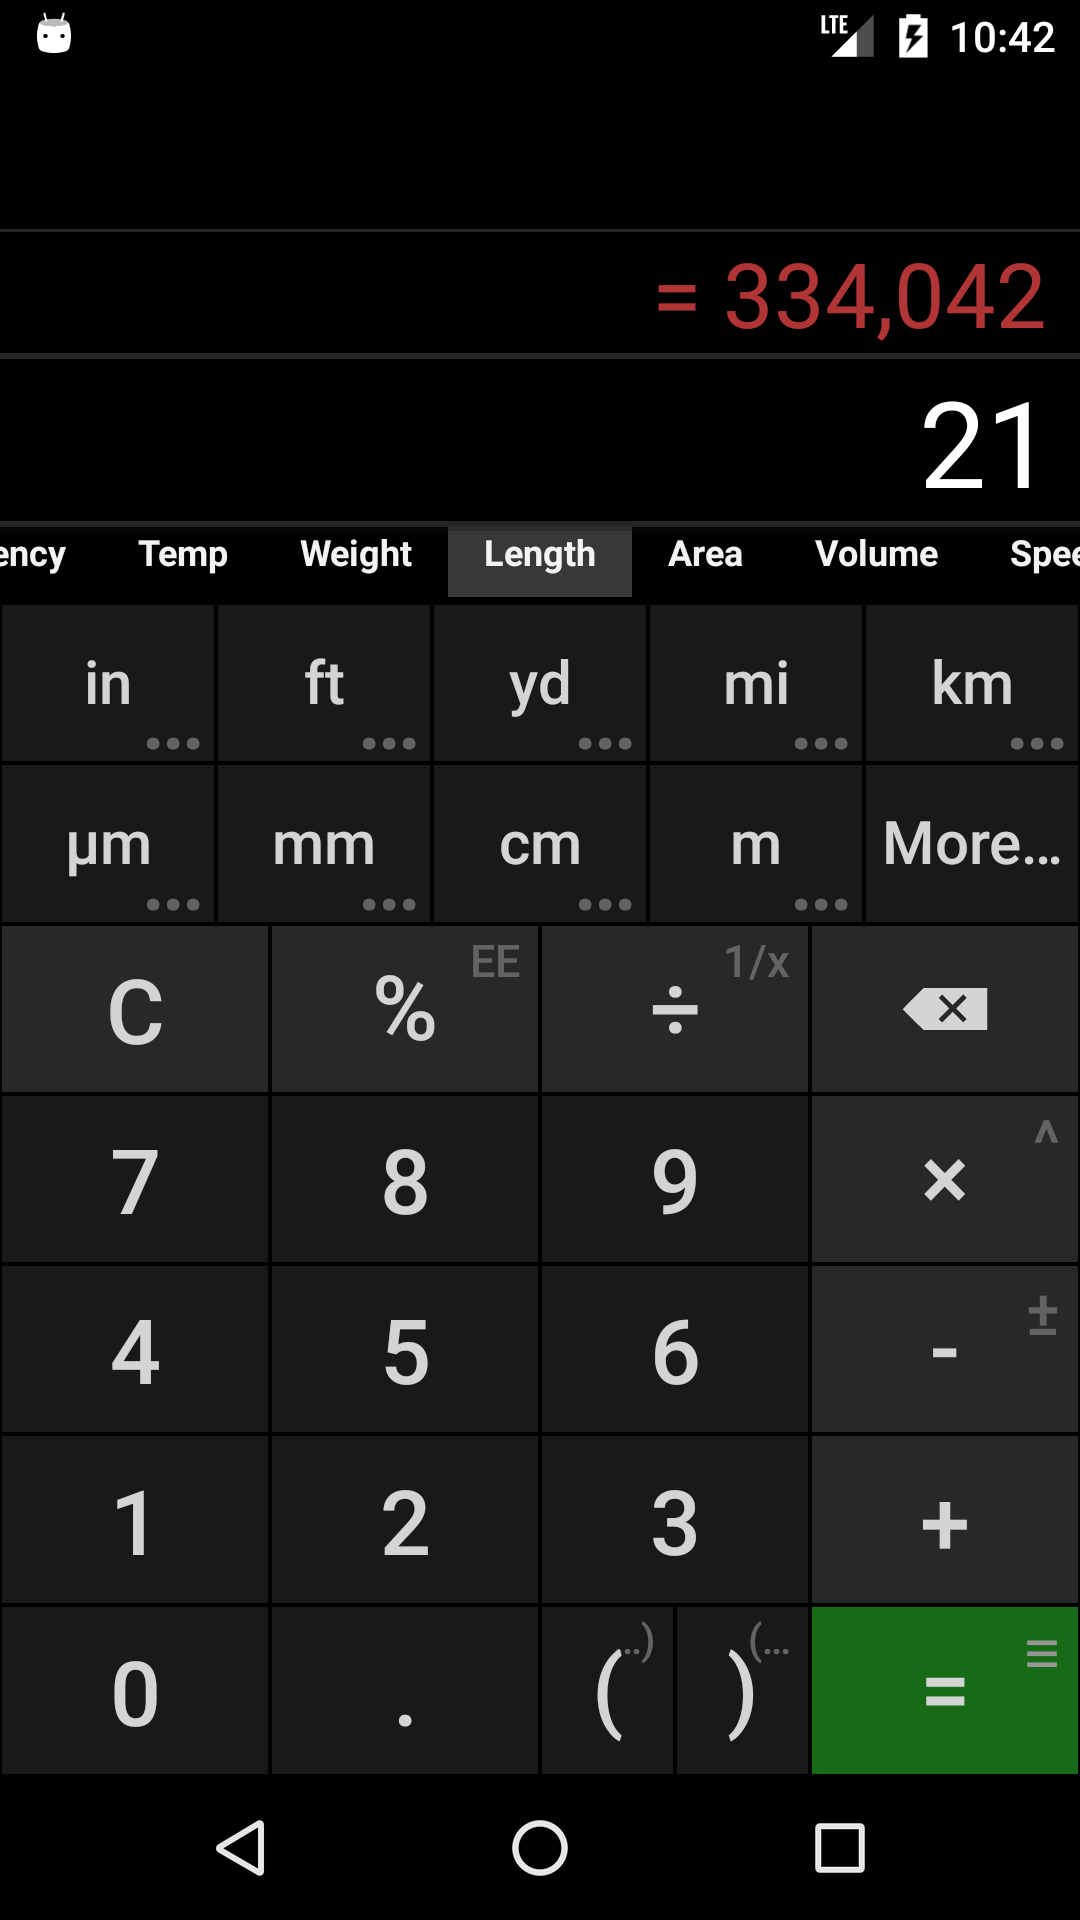 LTE 10:42
= 334,042
21
ency Temp Weight Length Area Volume Spee
in ft yd mi km
µm mm cm m More...
C % EE ÷ 1/x
7 8 9 × ^
4 5 6 - ±
1 2 3 +
0 . ( ..) ) (... =